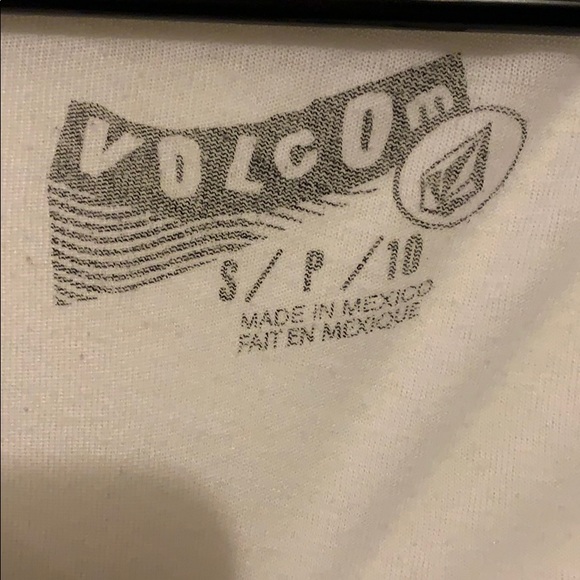 VOLCOM
S/P/10
MADE IN MEXICO
FAIT EN MEXIQUE